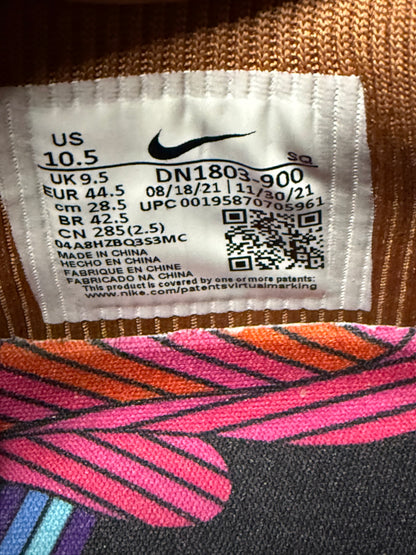 US
10.5
SQ
UK 9.5
DN1803 900
EUR 44.5
08/18/21 | 11/30/21
cm 28.5
UPC 00195870705961
BR 42.5
CN 285(2.5)
04A8HZBQ3S3MC
MADE IN CHINA
HECHO EN CHINA
FABRIQUE EN CHINE
FABRICADO NA CHINA
This product is covered by one or more patents:
www.nike.com/patentsvirtualmarking